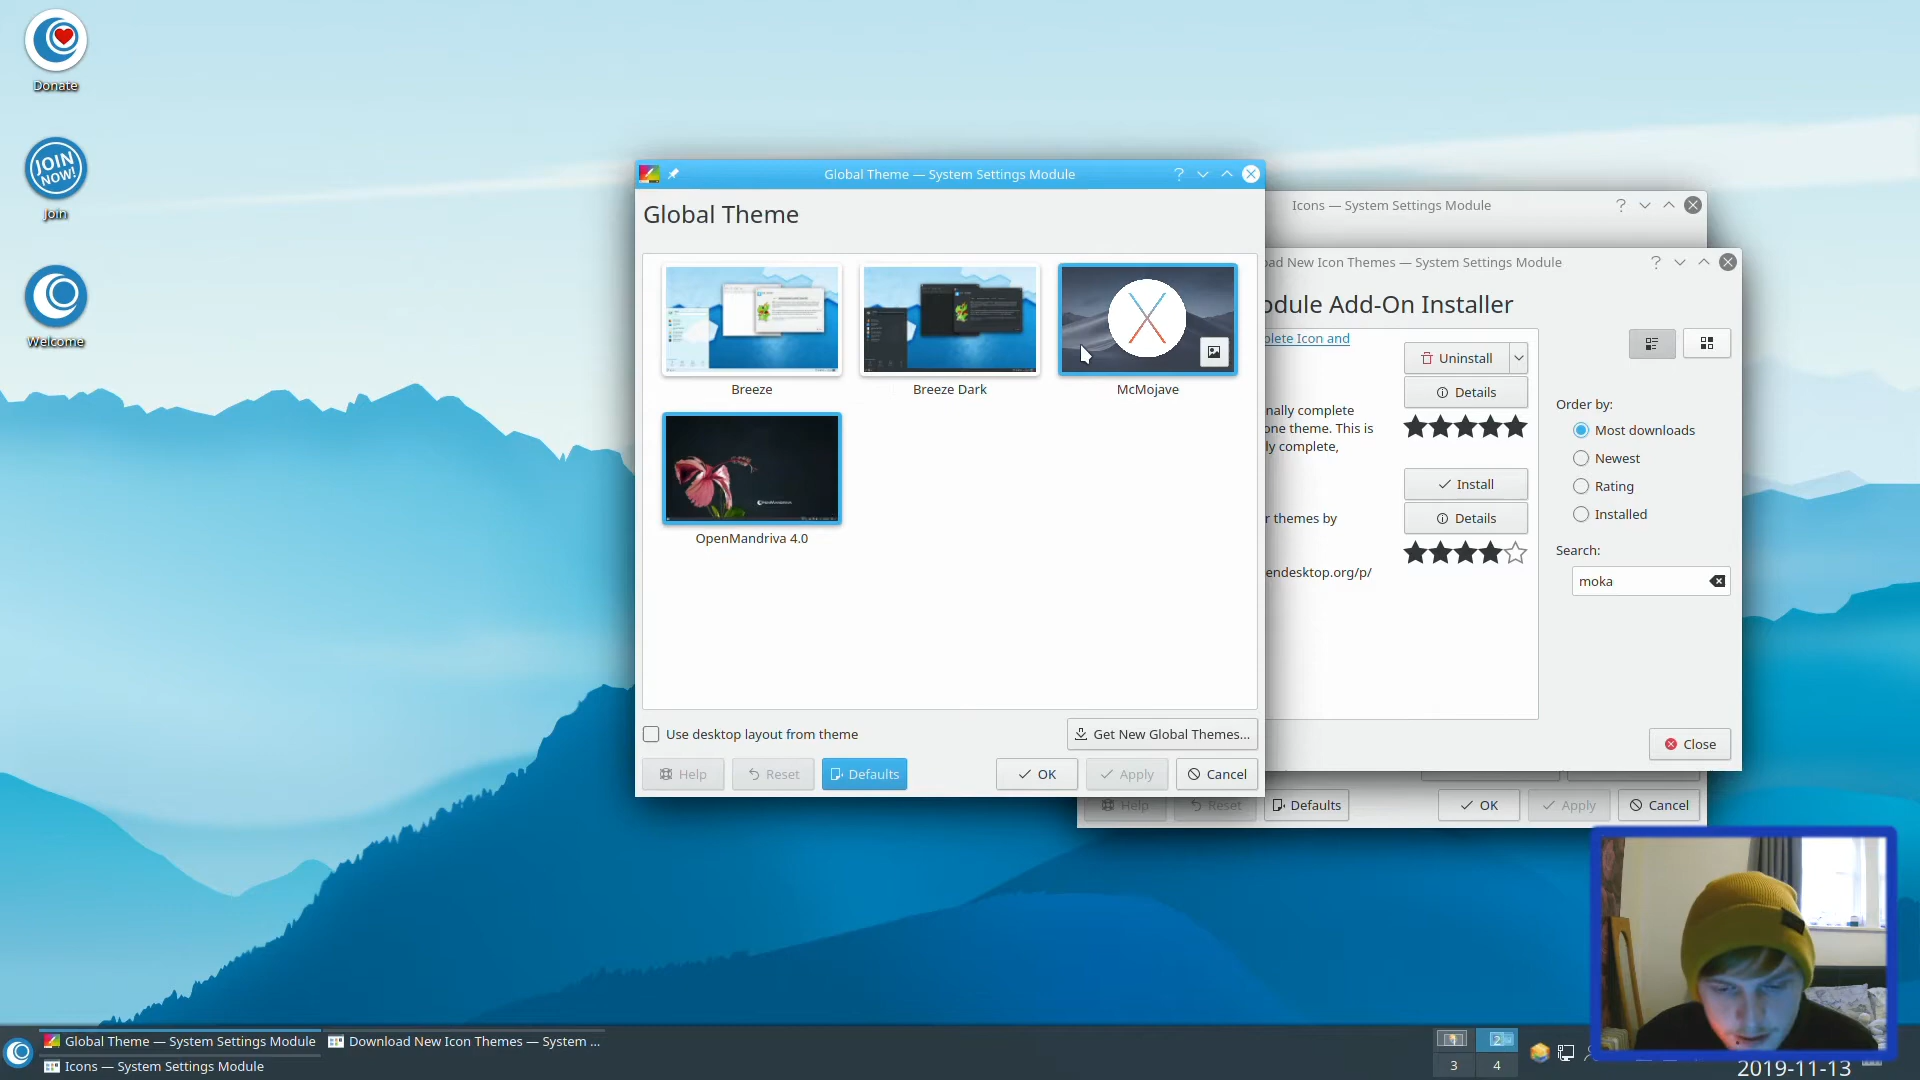 Donate
JOIN NOW!
Join
Welcome
Global Theme — System Settings Module
Global Theme
Breeze
Breeze Dark
McMojave
OpenMandriva 4.0
Use desktop layout from theme
Get New Global Themes...
Help
Reset
Defaults
OK
Apply
Cancel
Icons — System Settings Module
ad New Icon Themes — System Settings Module
dule Add-On Installer
lete Icon and
Uninstall
Details
nally complete
one theme. This is
ly complete,
Install
Details
r themes by
endesktop.org/p/
Order by:
Most downloads
Newest
Rating
Installed
Search:
moka
Close
Help
Reset
Defaults
OK
Apply
Cancel
Global Theme — System Settings Module
Download New Icon Themes — System ...
Icons — System Settings Module
1
2
3
4
2019-11-13